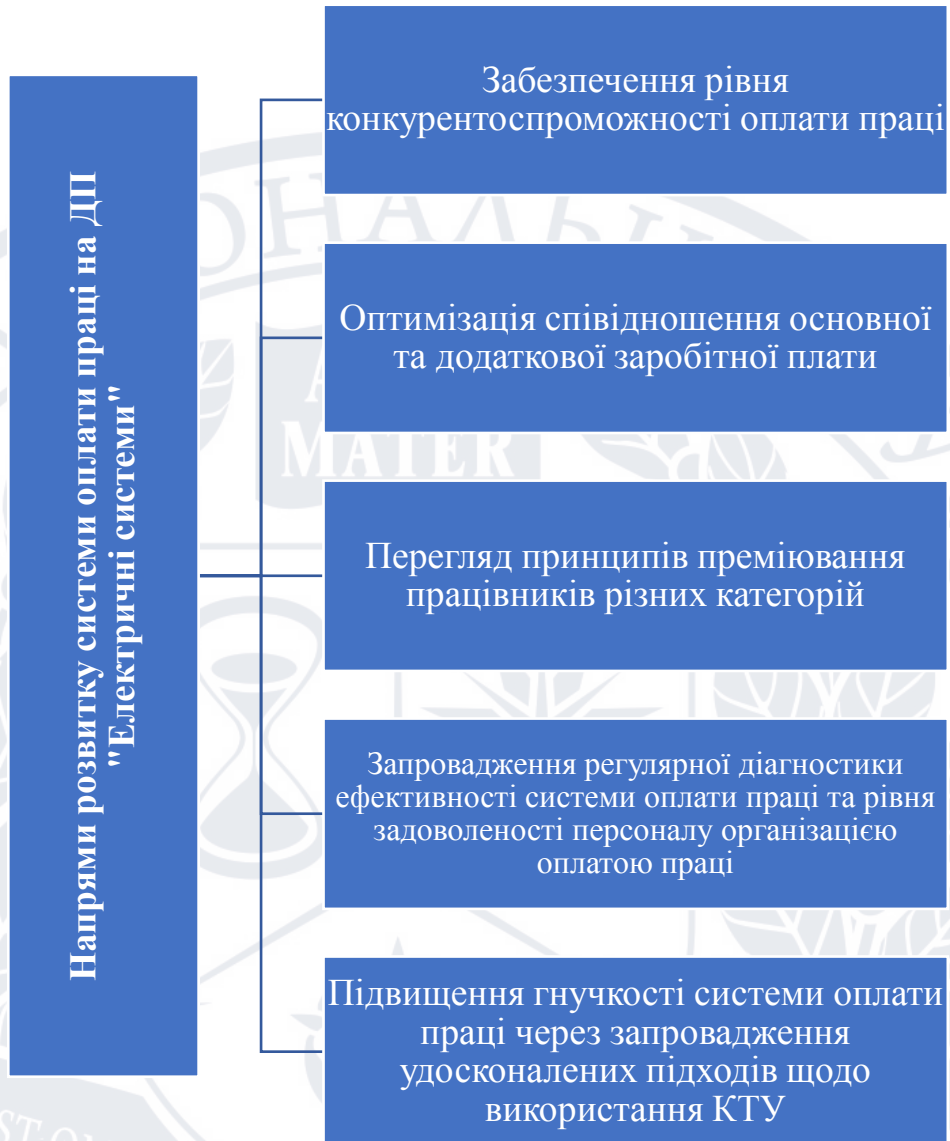 Напрями розвитку системи оплати праці на ДП
"Електричні системи"
Забезпечення рівня
конкурентоспроможності оплати праці
Оптимізація співідношення основної
та додаткової заробітної плати
Перегляд принципів преміювання
працівників різних категорій
Запровадження регулярної діагностики
ефективності системи оплати праці та рівня
задоволеності персоналу організацією
оплатою праці
Підвищення гнучкості системи оплати
праці через запровадження
удосконалених підходів щодо
використання КТУ
MATER